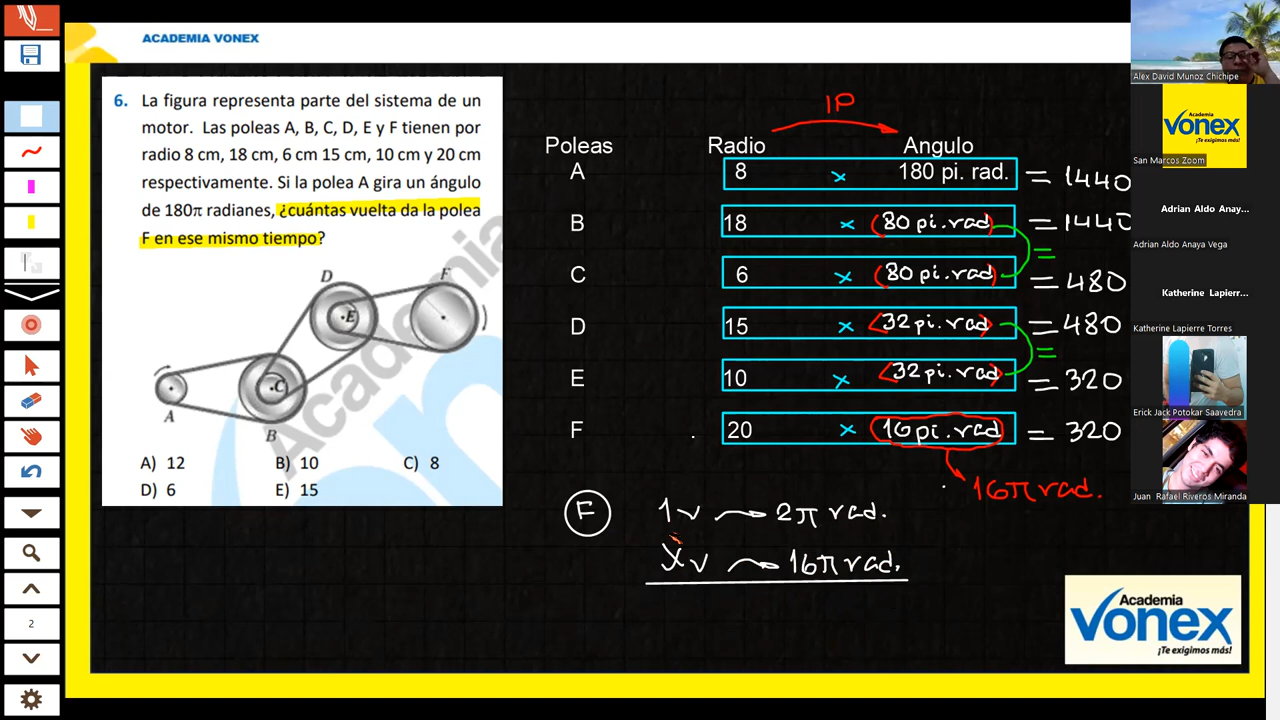 ACADEMIA VONEX
6. La figura representa parte del sistema de un
motor. Las poleas A, B, C, D, E y F tienen por
radio 8 cm, 18 cm, 6 cm 15 cm, 10 cm y 20 cm
respectivamente. Si la polea A gira un ángulo
de 180π radianes, ¿cuántas vuelta da la polea
F en ese mismo tiempo?
D F
E
A C
B
A) 12 B) 10 C) 8
D) 6 E) 15
Academia
IP
Poleas Radio Angulo
A 8 x 180 pi. rad. = 1440
B 18 x (80 pi.rad) = 1440
=
C 6 x (80 pi.rad) = 480
D 15 x (32 pi.rad) = 480
=
E 10 x (32 pi.rad) = 320
F 20 x 16 pi.rad = 320
16π rad.
F 1v 2π rad.
Xv 16π rad.
Alex David Munoz Chichipe
Academia
Vonex
¡Te exigimos más!
San Marcos Zoom
Adrian Aldo Anay...
Adrian Aldo Anaya Vega
Katherine Lapierr...
Katherine Lapierre Torres
Erick Jack Potokar Saavedra
Juan Rafael Riveros Miranda
Academia
Vonex
¡Te exigimos más!
2